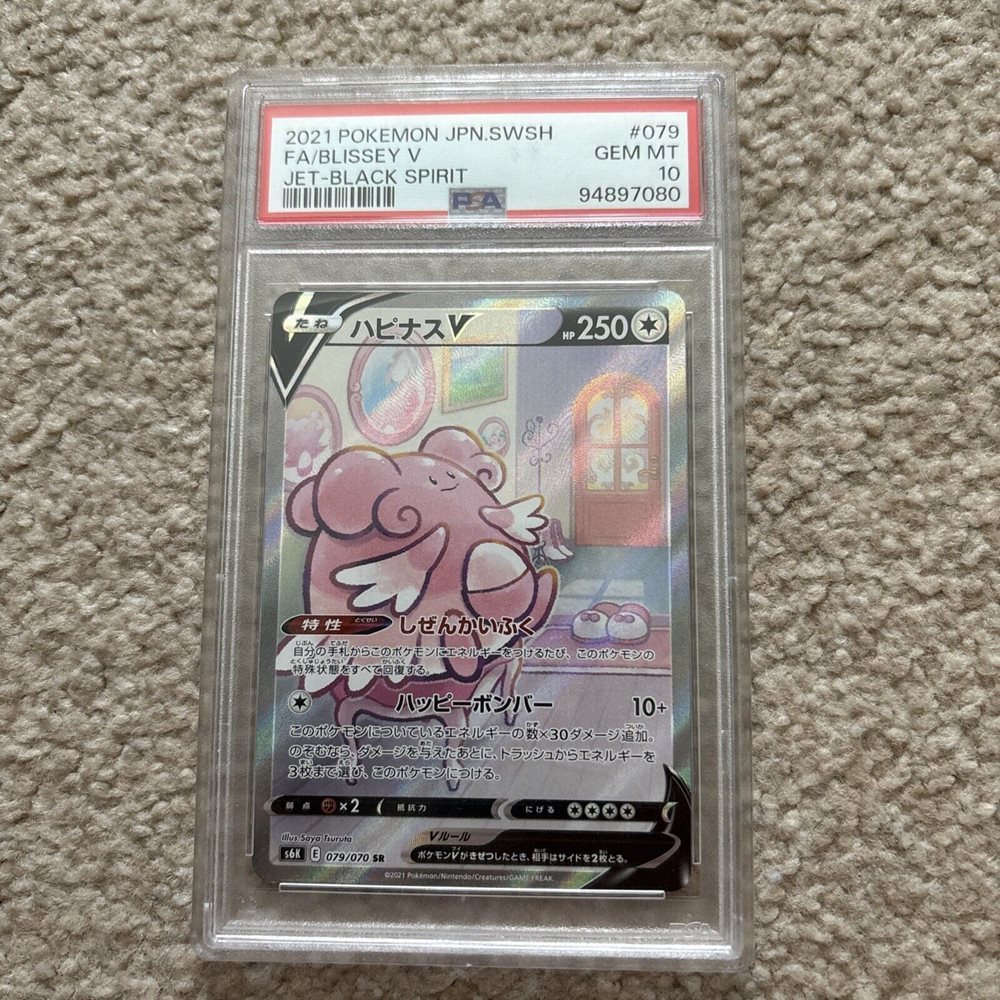 2021 POKEMON JPN.SWSH #079
FA/BLISSEY V GEM MT
JET-BLACK SPIRIT 10
PSA 94897080
たね ハピナスV HP 250
特性 とくせい しぜんかいふく
自分の手札からこのポケモンにエネルギーをつけるたび、このポケモンの
特殊状態をすべて回復する。
ハッピーボンバー 10+
このポケモンについているエネルギーの数×30ダメージ追加。
のぞむなら、ダメージを与えたあとに、トラッシュからエネルギーを
3枚まで選び、このポケモンにつける。
弱点 ×2 抵抗力 にげる
Illus. Saya Tsuruta
Vルール
s6K E 079/070 SR
ポケモンVがきぜつしたとき、相手はサイドを2枚とる。
©2021 Pokémon/Nintendo/Creatures/GAME FREAK.